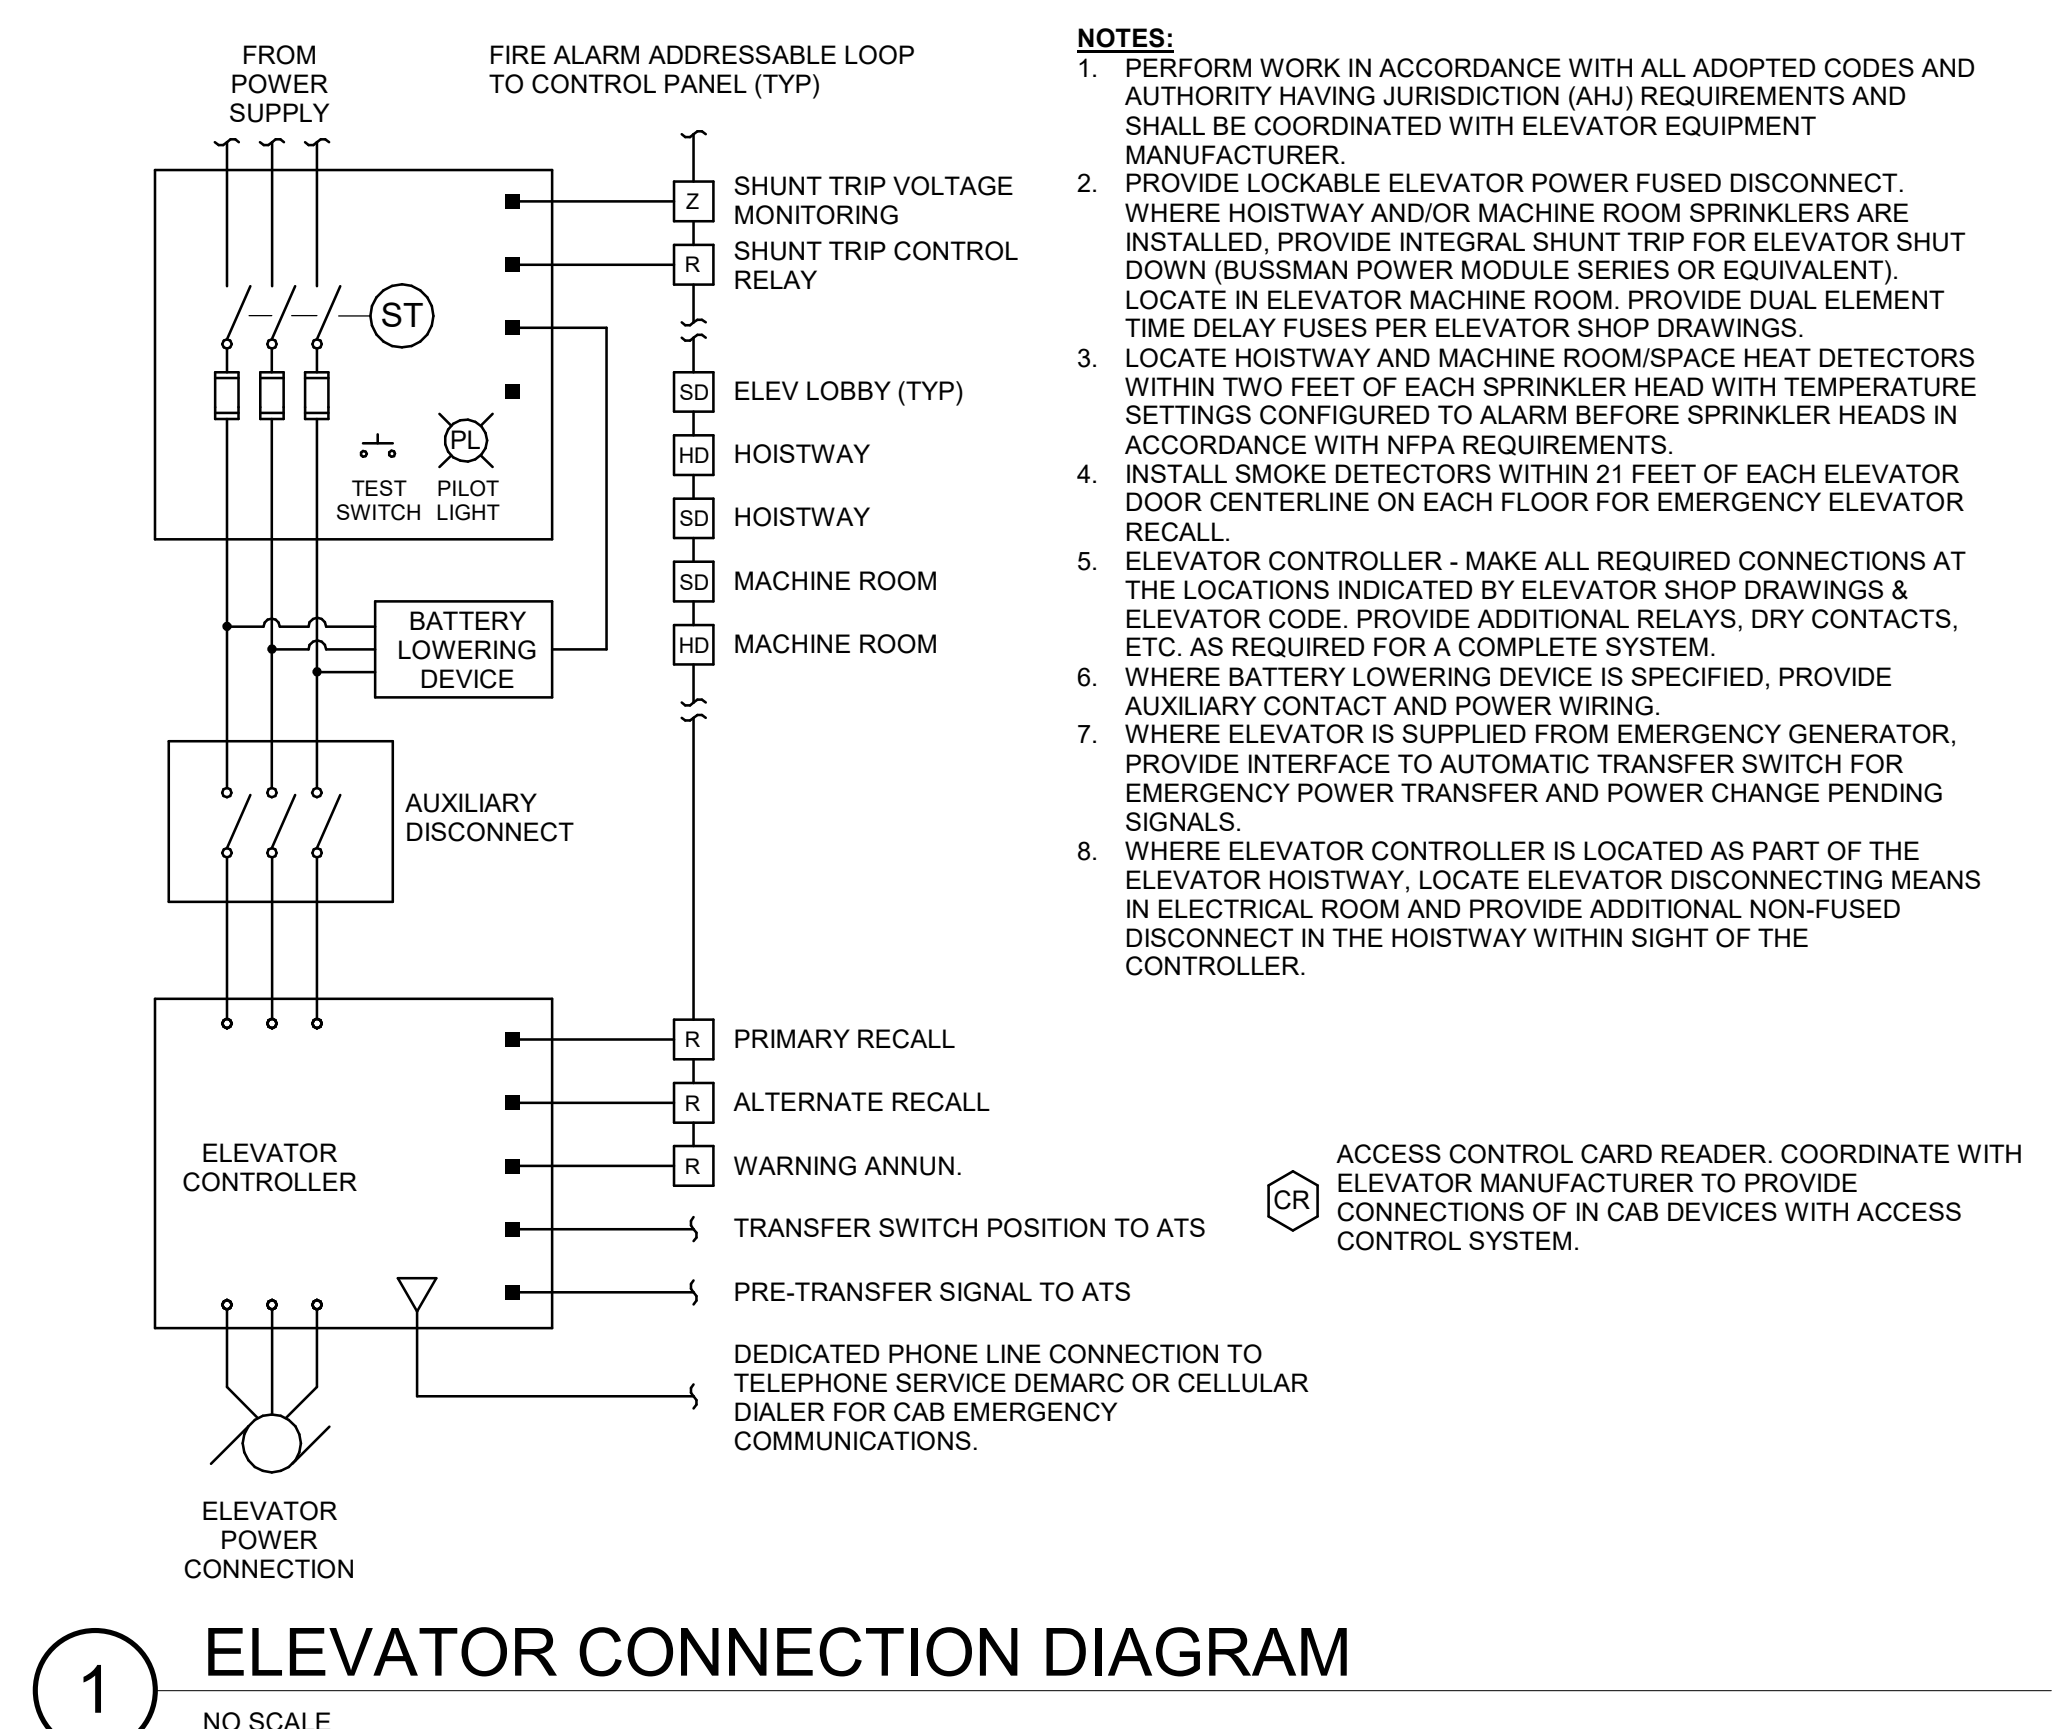 FROM
POWER
SUPPLY
FIRE ALARM ADDRESSABLE LOOP
TO CONTROL PANEL (TYP)
Z
SHUNT TRIP VOLTAGE
MONITORING
R
SHUNT TRIP CONTROL
RELAY
ST
SD
ELEV LOBBY (TYP)
PL
HD
HOISTWAY
TEST
SWITCH
PILOT
LIGHT
SD
HOISTWAY
SD
MACHINE ROOM
BATTERY
LOWERING
DEVICE
HD
MACHINE ROOM
AUXILIARY
DISCONNECT
R
PRIMARY RECALL
R
ALTERNATE RECALL
ELEVATOR
CONTROLLER
R
WARNING ANNUN.
TRANSFER SWITCH POSITION TO ATS
PRE-TRANSFER SIGNAL TO ATS
DEDICATED PHONE LINE CONNECTION TO
TELEPHONE SERVICE DEMARC OR CELLULAR
DIALER FOR CAB EMERGENCY
COMMUNICATIONS.
ELEVATOR
POWER
CONNECTION
NOTES:
1. PERFORM WORK IN ACCORDANCE WITH ALL ADOPTED CODES AND
AUTHORITY HAVING JURISDICTION (AHJ) REQUIREMENTS AND
SHALL BE COORDINATED WITH ELEVATOR EQUIPMENT
MANUFACTURER.
2. PROVIDE LOCKABLE ELEVATOR POWER FUSED DISCONNECT.
WHERE HOISTWAY AND/OR MACHINE ROOM SPRINKLERS ARE
INSTALLED, PROVIDE INTEGRAL SHUNT TRIP FOR ELEVATOR SHUT
DOWN (BUSSMAN POWER MODULE SERIES OR EQUIVALENT).
LOCATE IN ELEVATOR MACHINE ROOM. PROVIDE DUAL ELEMENT
TIME DELAY FUSES PER ELEVATOR SHOP DRAWINGS.
3. LOCATE HOISTWAY AND MACHINE ROOM/SPACE HEAT DETECTORS
WITHIN TWO FEET OF EACH SPRINKLER HEAD WITH TEMPERATURE
SETTINGS CONFIGURED TO ALARM BEFORE SPRINKLER HEADS IN
ACCORDANCE WITH NFPA REQUIREMENTS.
4. INSTALL SMOKE DETECTORS WITHIN 21 FEET OF EACH ELEVATOR
DOOR CENTERLINE ON EACH FLOOR FOR EMERGENCY ELEVATOR
RECALL.
5. ELEVATOR CONTROLLER - MAKE ALL REQUIRED CONNECTIONS AT
THE LOCATIONS INDICATED BY ELEVATOR SHOP DRAWINGS &
ELEVATOR CODE. PROVIDE ADDITIONAL RELAYS, DRY CONTACTS,
ETC. AS REQUIRED FOR A COMPLETE SYSTEM.
6. WHERE BATTERY LOWERING DEVICE IS SPECIFIED, PROVIDE
AUXILIARY CONTACT AND POWER WIRING.
7. WHERE ELEVATOR IS SUPPLIED FROM EMERGENCY GENERATOR,
PROVIDE INTERFACE TO AUTOMATIC TRANSFER SWITCH FOR
EMERGENCY POWER TRANSFER AND POWER CHANGE PENDING
SIGNALS.
8. WHERE ELEVATOR CONTROLLER IS LOCATED AS PART OF THE
ELEVATOR HOISTWAY, LOCATE ELEVATOR DISCONNECTING MEANS
IN ELECTRICAL ROOM AND PROVIDE ADDITIONAL NON-FUSED
DISCONNECT IN THE HOISTWAY WITHIN SIGHT OF THE
CONTROLLER.
CR
ACCESS CONTROL CARD READER. COORDINATE WITH
ELEVATOR MANUFACTURER TO PROVIDE
CONNECTIONS OF IN CAB DEVICES WITH ACCESS
CONTROL SYSTEM.
1
ELEVATOR CONNECTION DIAGRAM
NO SCALE